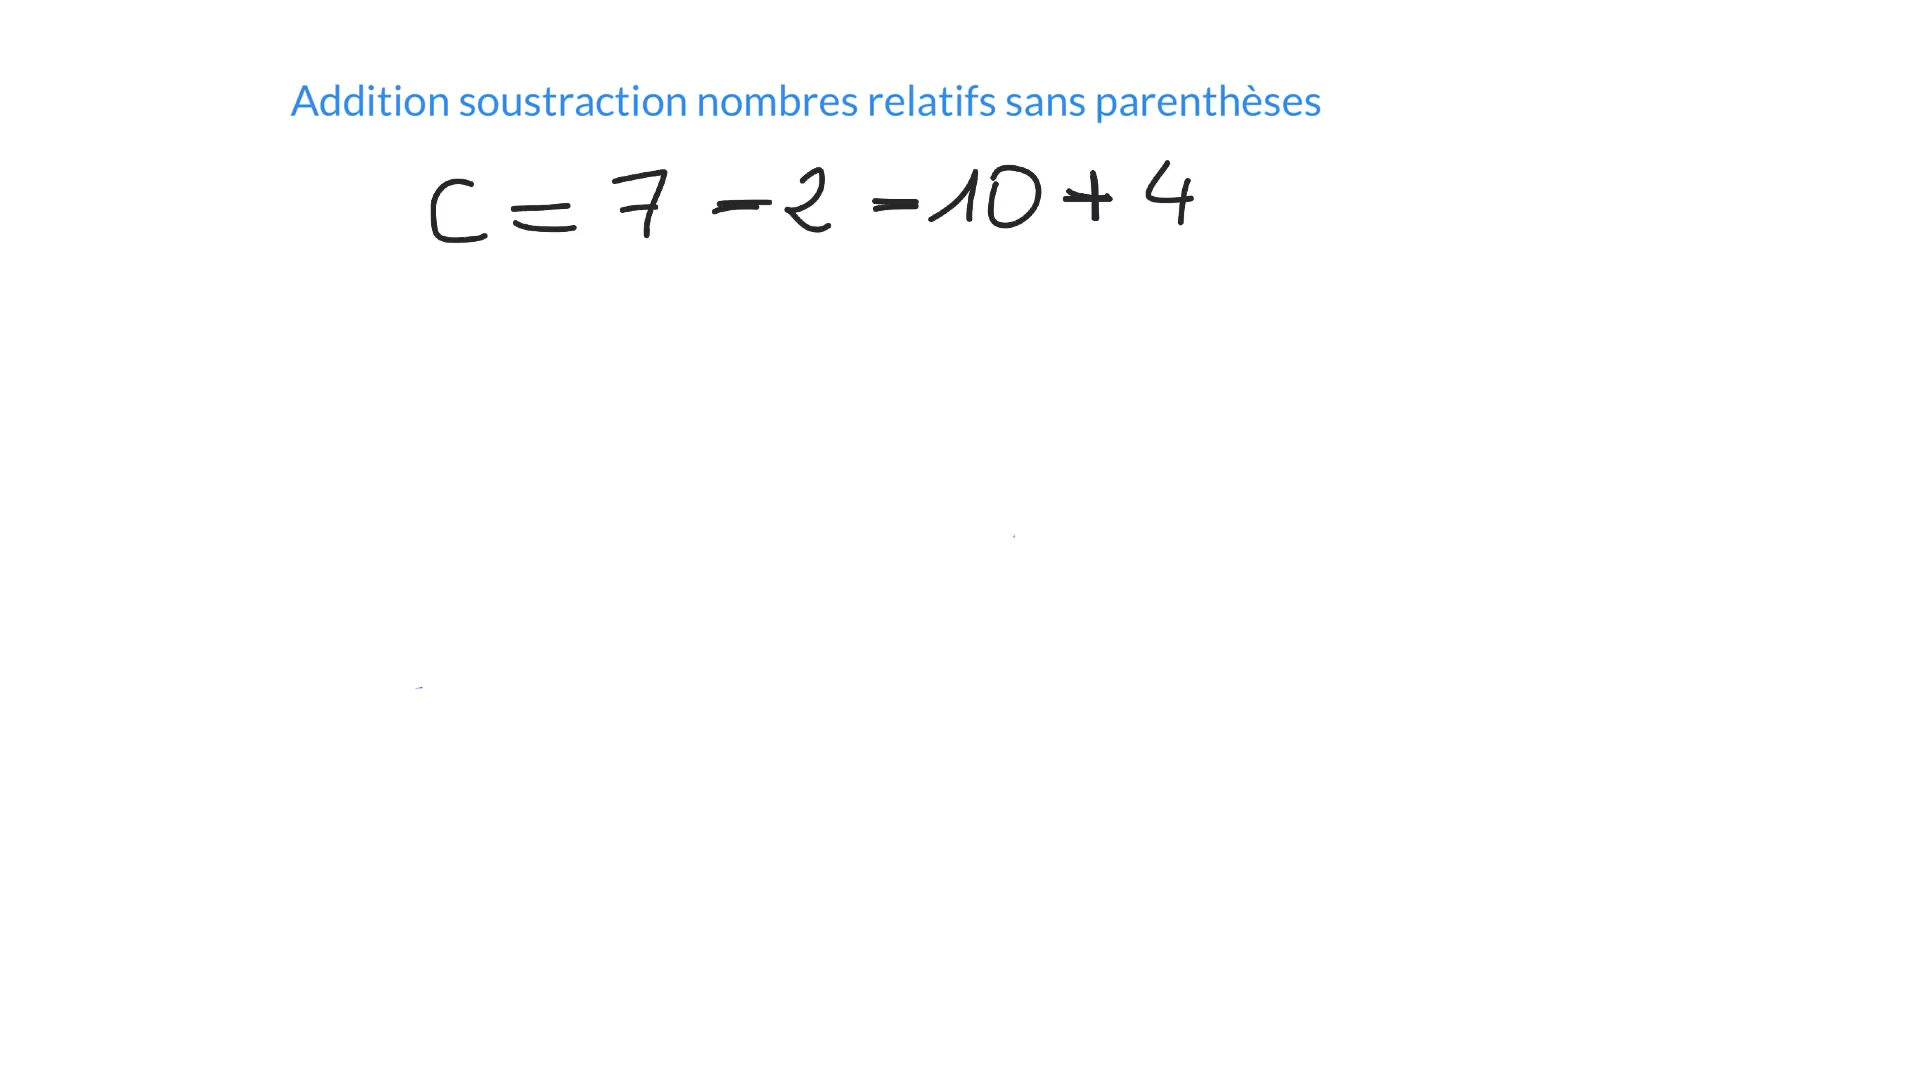 Addition soustraction nombres relatifs sans parenthèses
C = 7 - 2 - 10 + 4